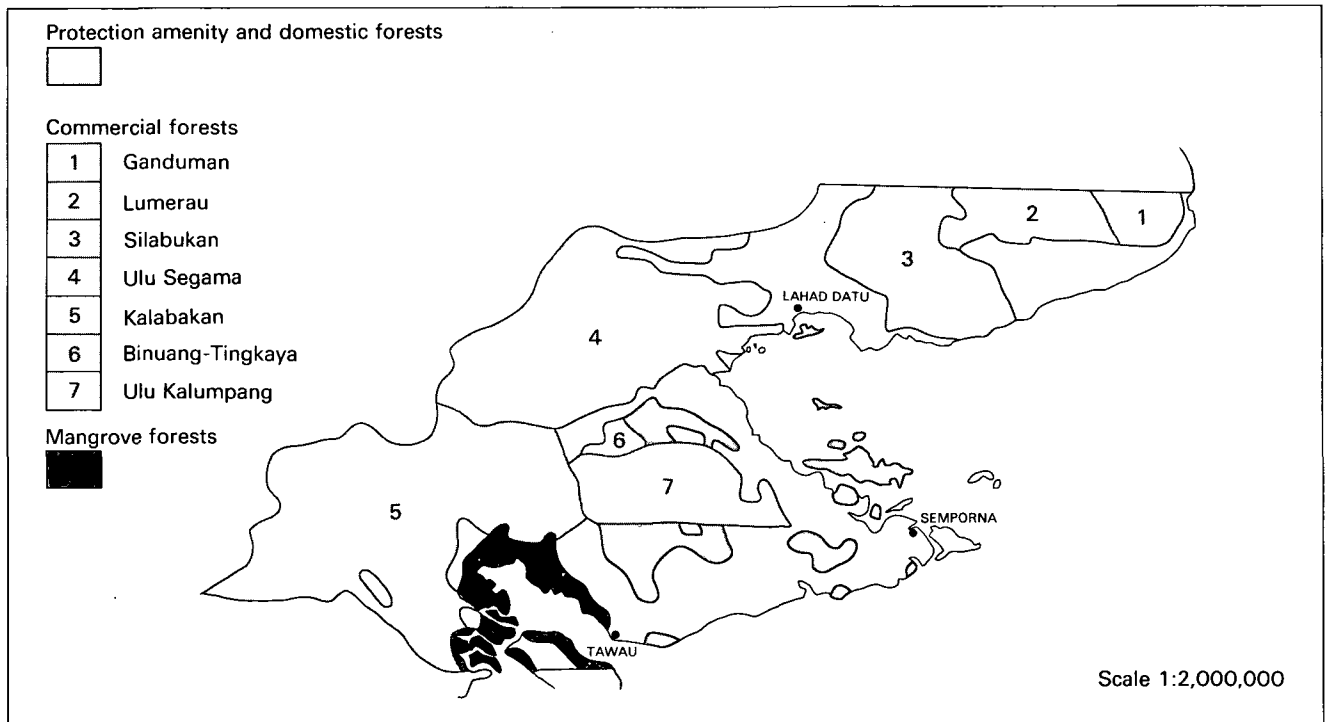 Protection amenity and domestic forests
Commercial forests
1 Ganduman
2 Lumerau
3 Silabukan
4 Ulu Segama
5 Kalabakan
6 Binuang-Tingkaya
7 Ulu Kalumpang
Mangrove forests
2
1
3
LAHAD DATU
4
6
7
5
SEMPORNA
TAWAU
Scale 1:2,000,000